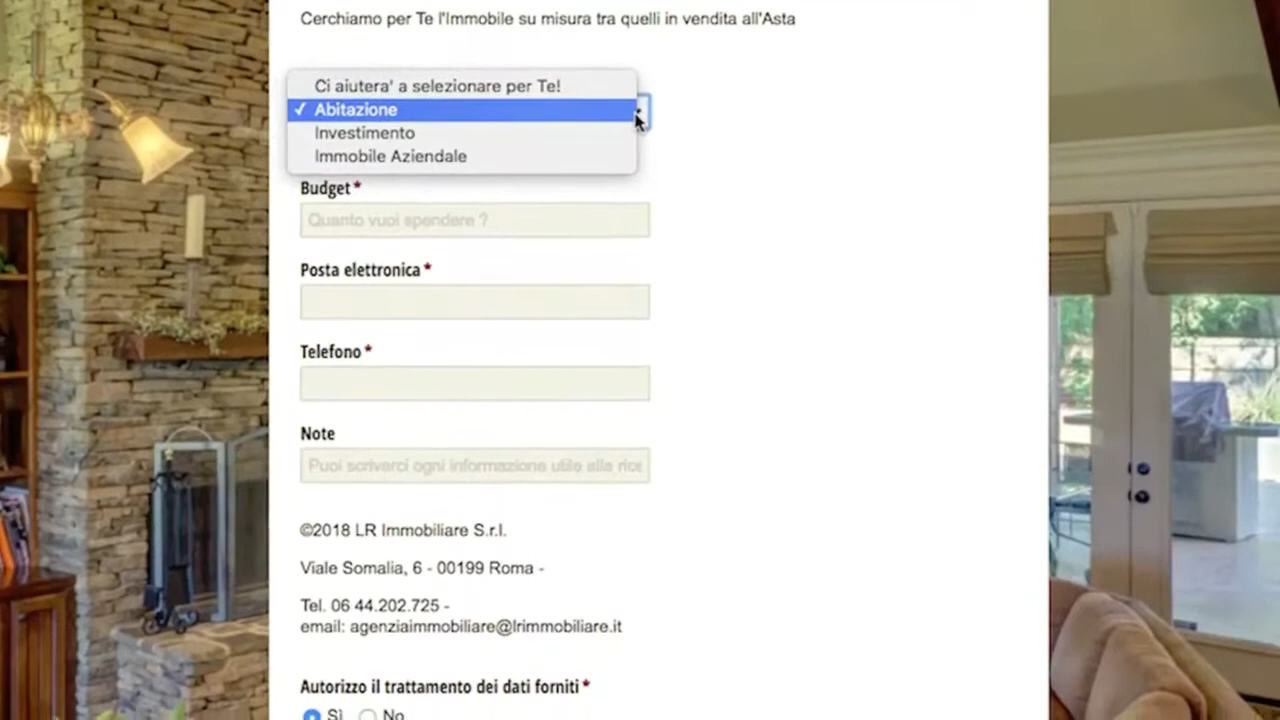 Cerchiamo per Te l'Immobile su misura tra quelli in vendita all'Asta
Ci aiutera' a selezionare per Te!
✓ Abitazione
Investimento
Immobile Aziendale
Budget*
Quanto vuoi spendere ?
Posta elettronica*
Telefono*
Note
Puoi scriverci ogni informazione utile alla rice
©2018 LR Immobiliare S.r.l.
Viale Somalia, 6 - 00199 Roma -
Tel. 06 44.202.725 -
email: agenziaimmobiliare@lrimmobiliare.it
Autorizzo il trattamento dei dati forniti*
Sì No